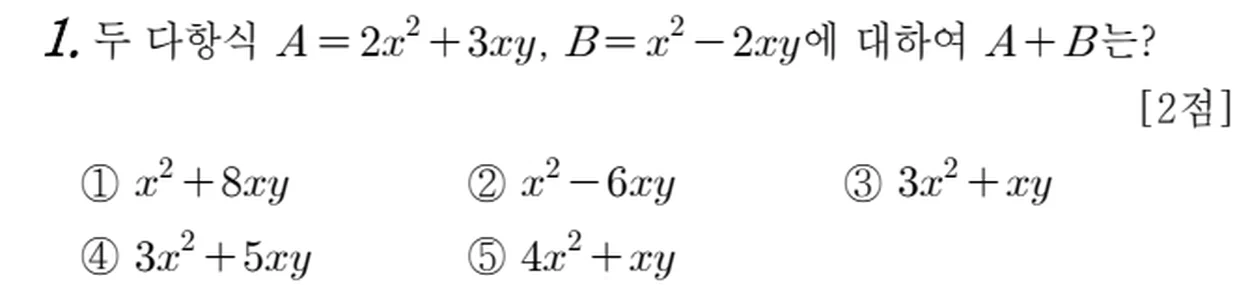 1. 두 다항식 A=2x²+3xy, B=x²-2xy에 대하여 A+B는?
[2점]
① x²+8xy ② x²-6xy ③ 3x²+xy
④ 3x²+5xy ⑤ 4x²+xy